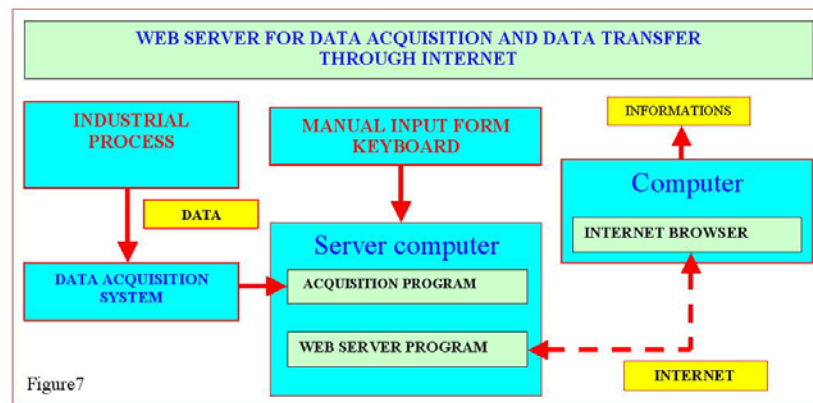 WEB SERVER FOR DATA ACQUISITION AND DATA TRANSFER
THROUGH INTERNET
INDUSTRIAL
PROCESS
MANUAL INPUT FORM
KEYBOARD
INFORMATIONS
DATA
Computer
INTERNET BROWSER
Server computer
DATA ACQUISITION
SYSTEM
ACQUISITION PROGRAM
WEB SERVER PROGRAM
INTERNET
Figure7